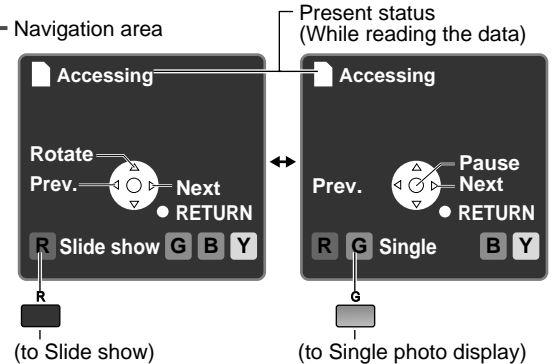 Navigation area
Present status
(While reading the data)
Accessing
Rotate
Prev.
Next
RETURN
R Slide show G B Y
R
(to Slide show)
Accessing
Pause
Prev.
Next
RETURN
R G Single B Y
G
(to Single photo display)